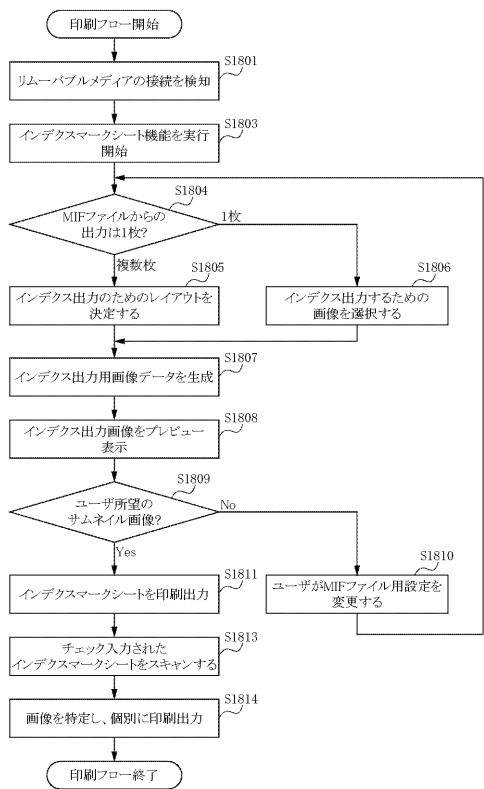 印刷フロー開始
S1801
リムーバブルメディアの接続を検知
S1803
インデクスマークシート機能を実行
開始
S1804
MIFファイルからの
出力は1枚?
1枚
複数枚
S1805
インデクス出力のためのレイアウトを
決定する
S1806
インデクス出力するための
画像を選択する
S1807
インデクス出力用画像データを生成
S1808
インデクス出力画像をプレビュー
表示
S1809
ユーザ所望の
サムネイル画像?
No
Yes
S1810
ユーザがMIFファイル用設定を
変更する
S1811
インデクスマークシートを印刷出力
S1813
チェック入力された
インデクスマークシートをスキャンする
S1814
画像を特定し、個別に印刷出力
印刷フロー終了